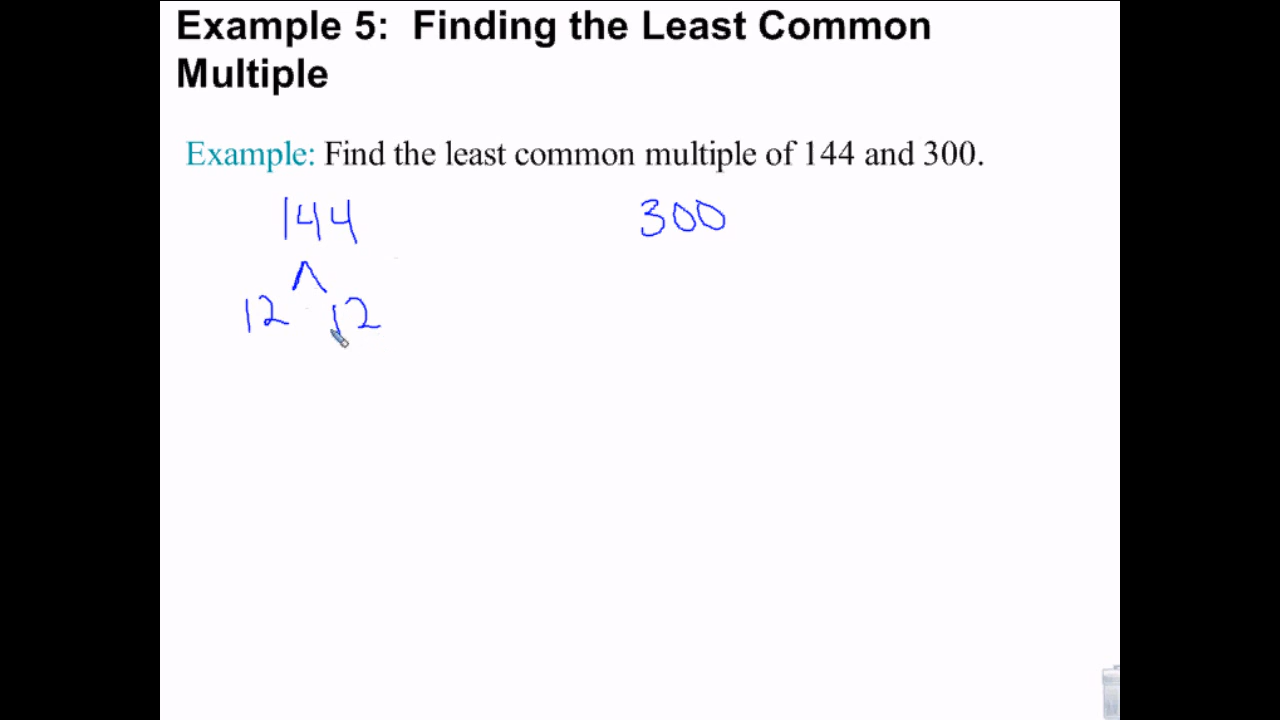 Example 5: Finding the Least Common
Multiple
Example: Find the least common multiple of 144 and 300.
144 300
12 12